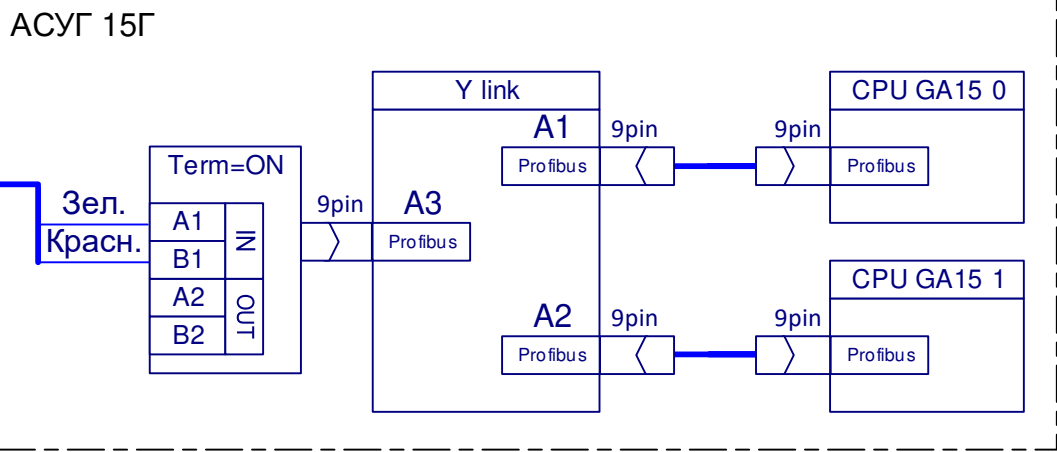 АСУГ 15Г
Y link
CPU GA15 0
A1
9pin
9pin
Term=ON
Profibus
Profibus
Зел.
9pin
A3
A1
IN
Красн.
Profibus
B1
CPU GA15 1
A2
OUT
A2
9pin
9pin
B2
Profibus
Profibus